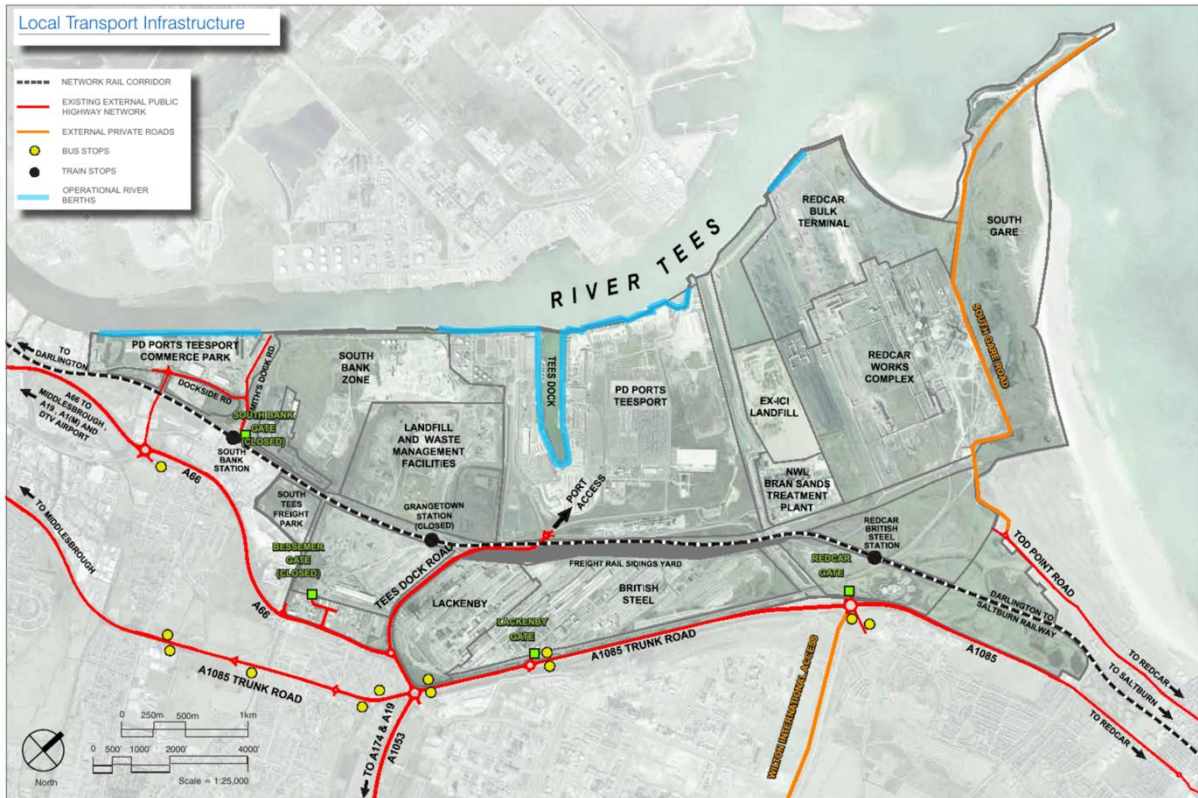 Local Transport Infrastructure
NETWORK RAIL CORRIDOR
EXISTING EXTERNAL PUBLIC
HIGHWAY NETWORK
EXTERNAL PRIVATE ROADS
BUS STOPS
TRAIN STOPS
OPERATIONAL RIVER
BERTHS
RIVER TEES
REDCAR
BULK
TERMINAL
SOUTH
GARE
SOUTH GARE ROAD
TO
DARLINGTON
PD PORTS TEESPORT
COMMERCE PARK
DOCKSIDE RD
SMITH'S DOCK RD.
SOUTH
BANK
ZONE
TEES DOCK
PD PORTS
TEESPORT
REDCAR
WORKS
COMPLEX
EX-ICI
LANDFILL
A66 TO
MIDDLESBROUGH,
A19, A1(M) AND
DTV AIRPORT
SOUTH BANK
GATE
(CLOSED)
SOUTH
BANK
STATION
LANDFILL
AND WASTE
MANAGEMENT
FACILITIES
NWL
BRAN SANDS
TREATMENT
PLANT
A66
TO MIDDLESBROUGH
SOUTH
TEES
FREIGHT
PARK
GRANGETOWN
STATION
(CLOSED)
PORT
ACCESS
REDCAR
BRITISH
STEEL
STATION
TOD POINT ROAD
BESSEMER
GATE
(CLOSED)
TEES DOCK ROAD
FREIGHT RAIL SIDINGS YARD
REDCAR
GATE
A66
LACKENBY
BRITISH
STEEL
DARLINGTON TO
SALTBURN RAILWAY
LACKENBY
GATE
A1085 TRUNK ROAD
A1085
A1085 TRUNK ROAD
TO REDCAR
TO SALTBURN
TO REDCAR
WILTON INTERNATIONAL ACCESS
TO A174 & A19
A1053
0 250m 500m 1km
0 500' 1000' 2000' 4000'
Scale = 1:25,000
North